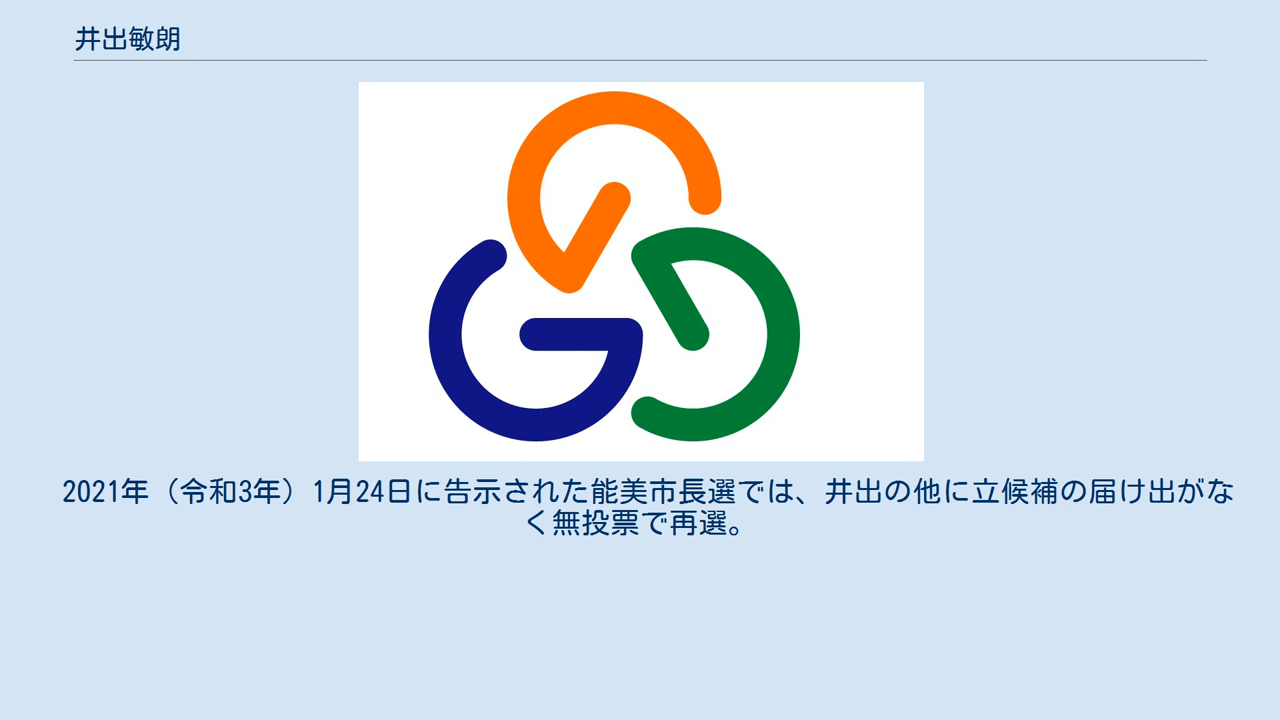 井出敏朗
2021年（令和3年）1月24日に告示された能美市長選では、井出の他に立候補の届け出がな
く無投票で再選。